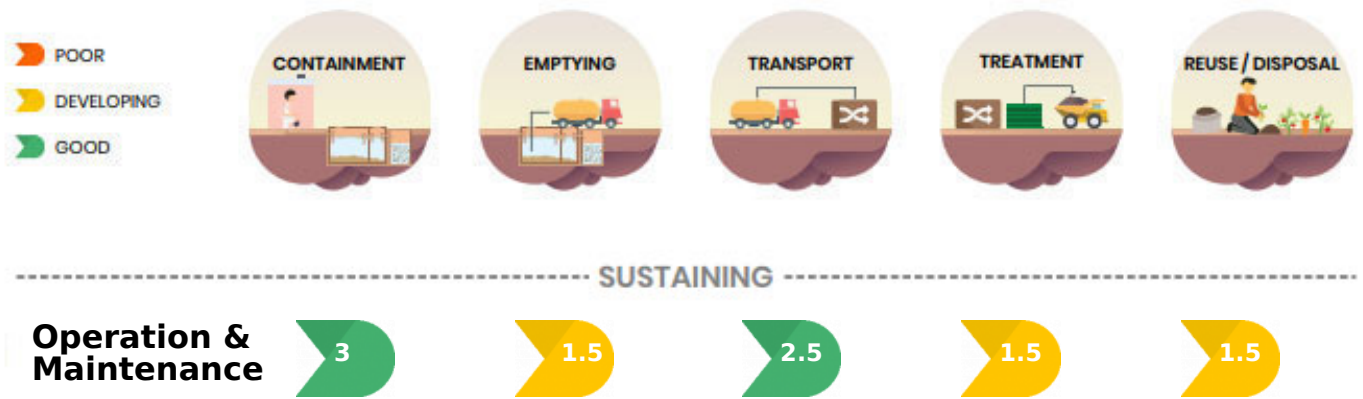 POOR
DEVELOPING
GOOD
CONTAINMENT
EMPTYING
TRANSPORT
TREATMENT
REUSE / DISPOSAL
SUSTAINING
Operation &
Maintenance
3
1.5
2.5
1.5
1.5